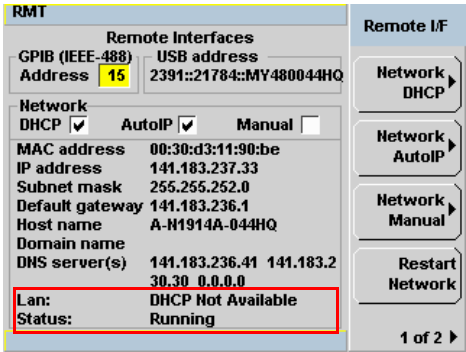 RMT
Remote Interfaces
GPIB (IEEE-488)
Address 15
USB address
2391::21784::MY480044HQ
Network
DHCP AutoIP Manual
MAC address 00:30:d3:11:90:be
IP address 141.183.237.33
Subnet mask 255.255.252.0
Default gateway 141.183.236.1
Host name A-N1914A-044HQ
Domain name
DNS server(s) 141.183.236.41 141.183.2
30.30 0.0.0.0
Lan: DHCP Not Available
Status: Running
Remote I/F
Network
DHCP
Network
AutoIP
Network
Manual
Restart
Network
1 of 2